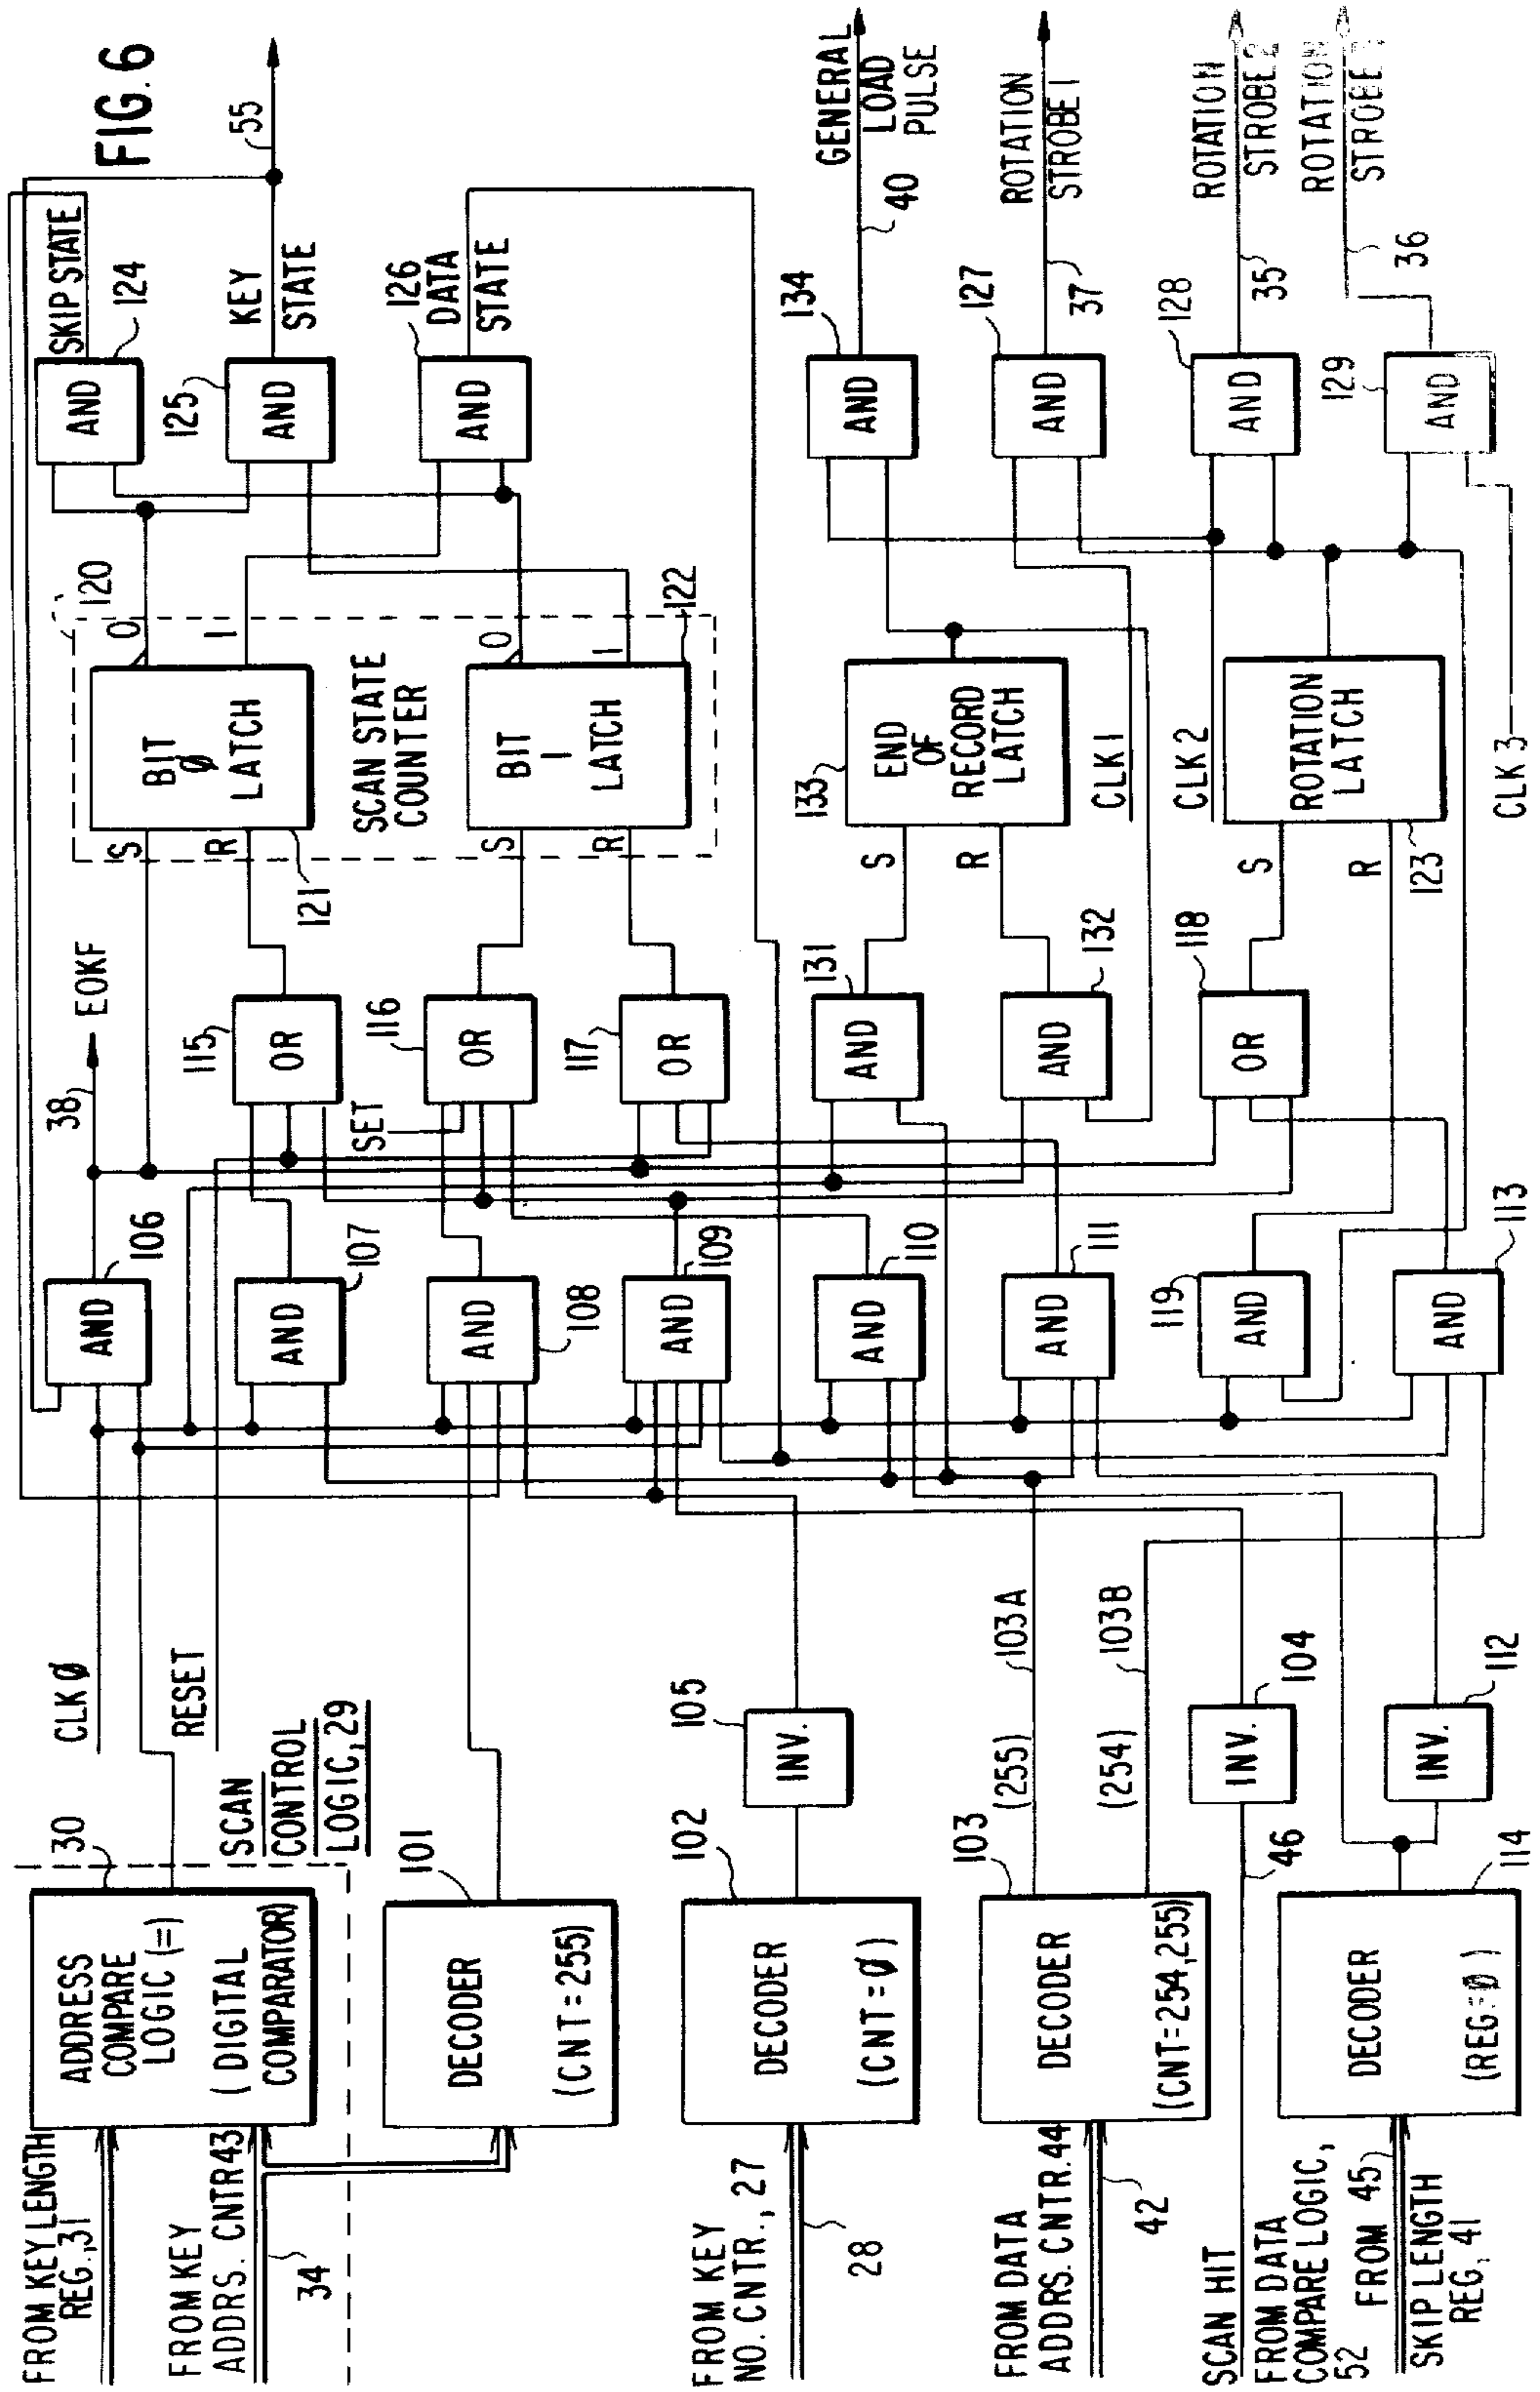 FIG. 6
FROM KEY LENGTH
REG., 31
FROM KEY
ADDRS. CNTR 43
34
ADDRESS
COMPARE
LOGIC (=)
(DIGITAL
COMPARATOR)
130
SCAN
CONTROL
LOGIC, 29
CLKØ
RESET
DECODER
(CNT=255)
101
FROM KEY
NO. CNTR., 27
28
DECODER
(CNT=Ø)
102
INV.
105
FROM DATA
ADDRS. CNTR. 44
42
DECODER
(CNT=254,255)
103
(255)
103A
(254)
103B
SCAN HIT
46
INV.
104
FROM DATA
COMPARE LOGIC,
52
FROM 45
SKIP LENGTH
REG, 41
DECODER
(REG=Ø)
114
INV.
112
AND
106
AND
107
AND
108
AND
109
AND
110
AND
111
AND
119
AND
113
38
EOKF
OR
115
SET
OR
116
OR
117
AND
131
AND
132
OR
118
120
BIT
Ø
LATCH
S
R
0
1
121
SCAN STATE
COUNTER
BIT
1
LATCH
S
R
0
1
122
END
OF
RECORD
LATCH
S
R
133
CLK1
CLK 2
ROTATION
LATCH
S
R
123
CLK 3
AND
SKIP STATE
124
AND
KEY
STATE
125
55
AND
126
DATA
STATE
AND
134
GENERAL
LOAD
PULSE
40
AND
127
ROTATION
STROBE 1
37
AND
128
ROTATION
STROBE 2
35
AND
129
ROTATION
STROBE
36